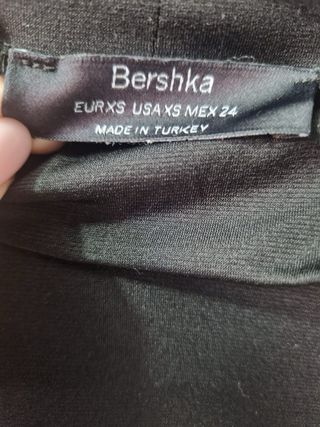 Bershka
EUR XS USA XS MEX 24
MADE IN TURKEY